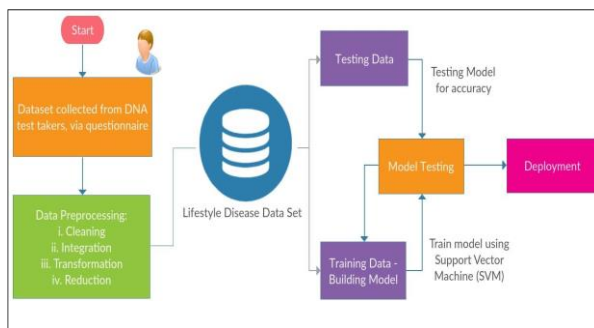 Start
Dataset collected from DNA
test takers, via questionnaire
Data Preprocessing:
i. Cleaning
ii. Integration
iii. Transformation
iv. Reduction
Lifestyle Disease Data Set
Testing Data
Testing Model
for accuracy
Model Testing
Deployment
Training Data -
Building Model
Train model using
Support Vector
Machine (SVM)